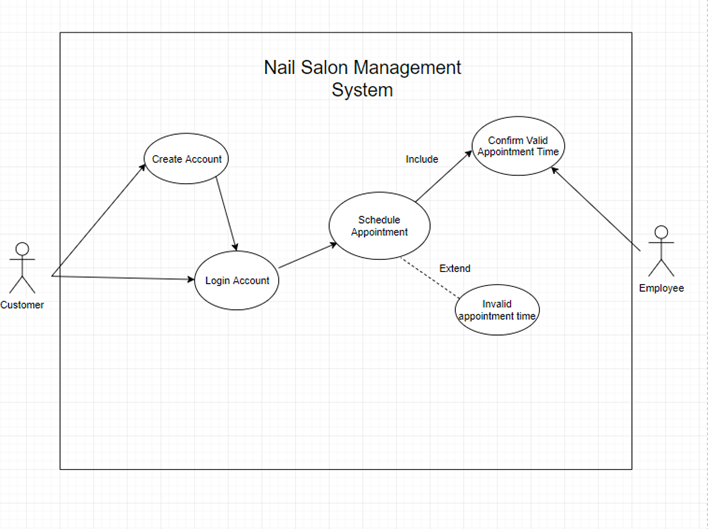 Nail Salon Management
System
Create Account
Include
Confirm Valid
Appointment Time
Schedule
Appointment
Customer
Login Account
Extend
Employee
Invalid
appointment time